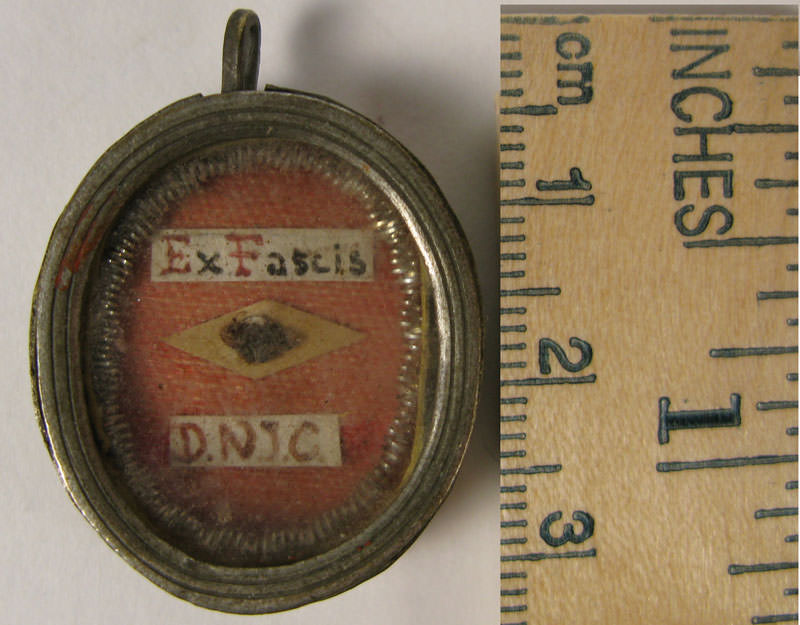 Ex Fascis
D.N.J.C.
cm
1
2
3
INCHES
1